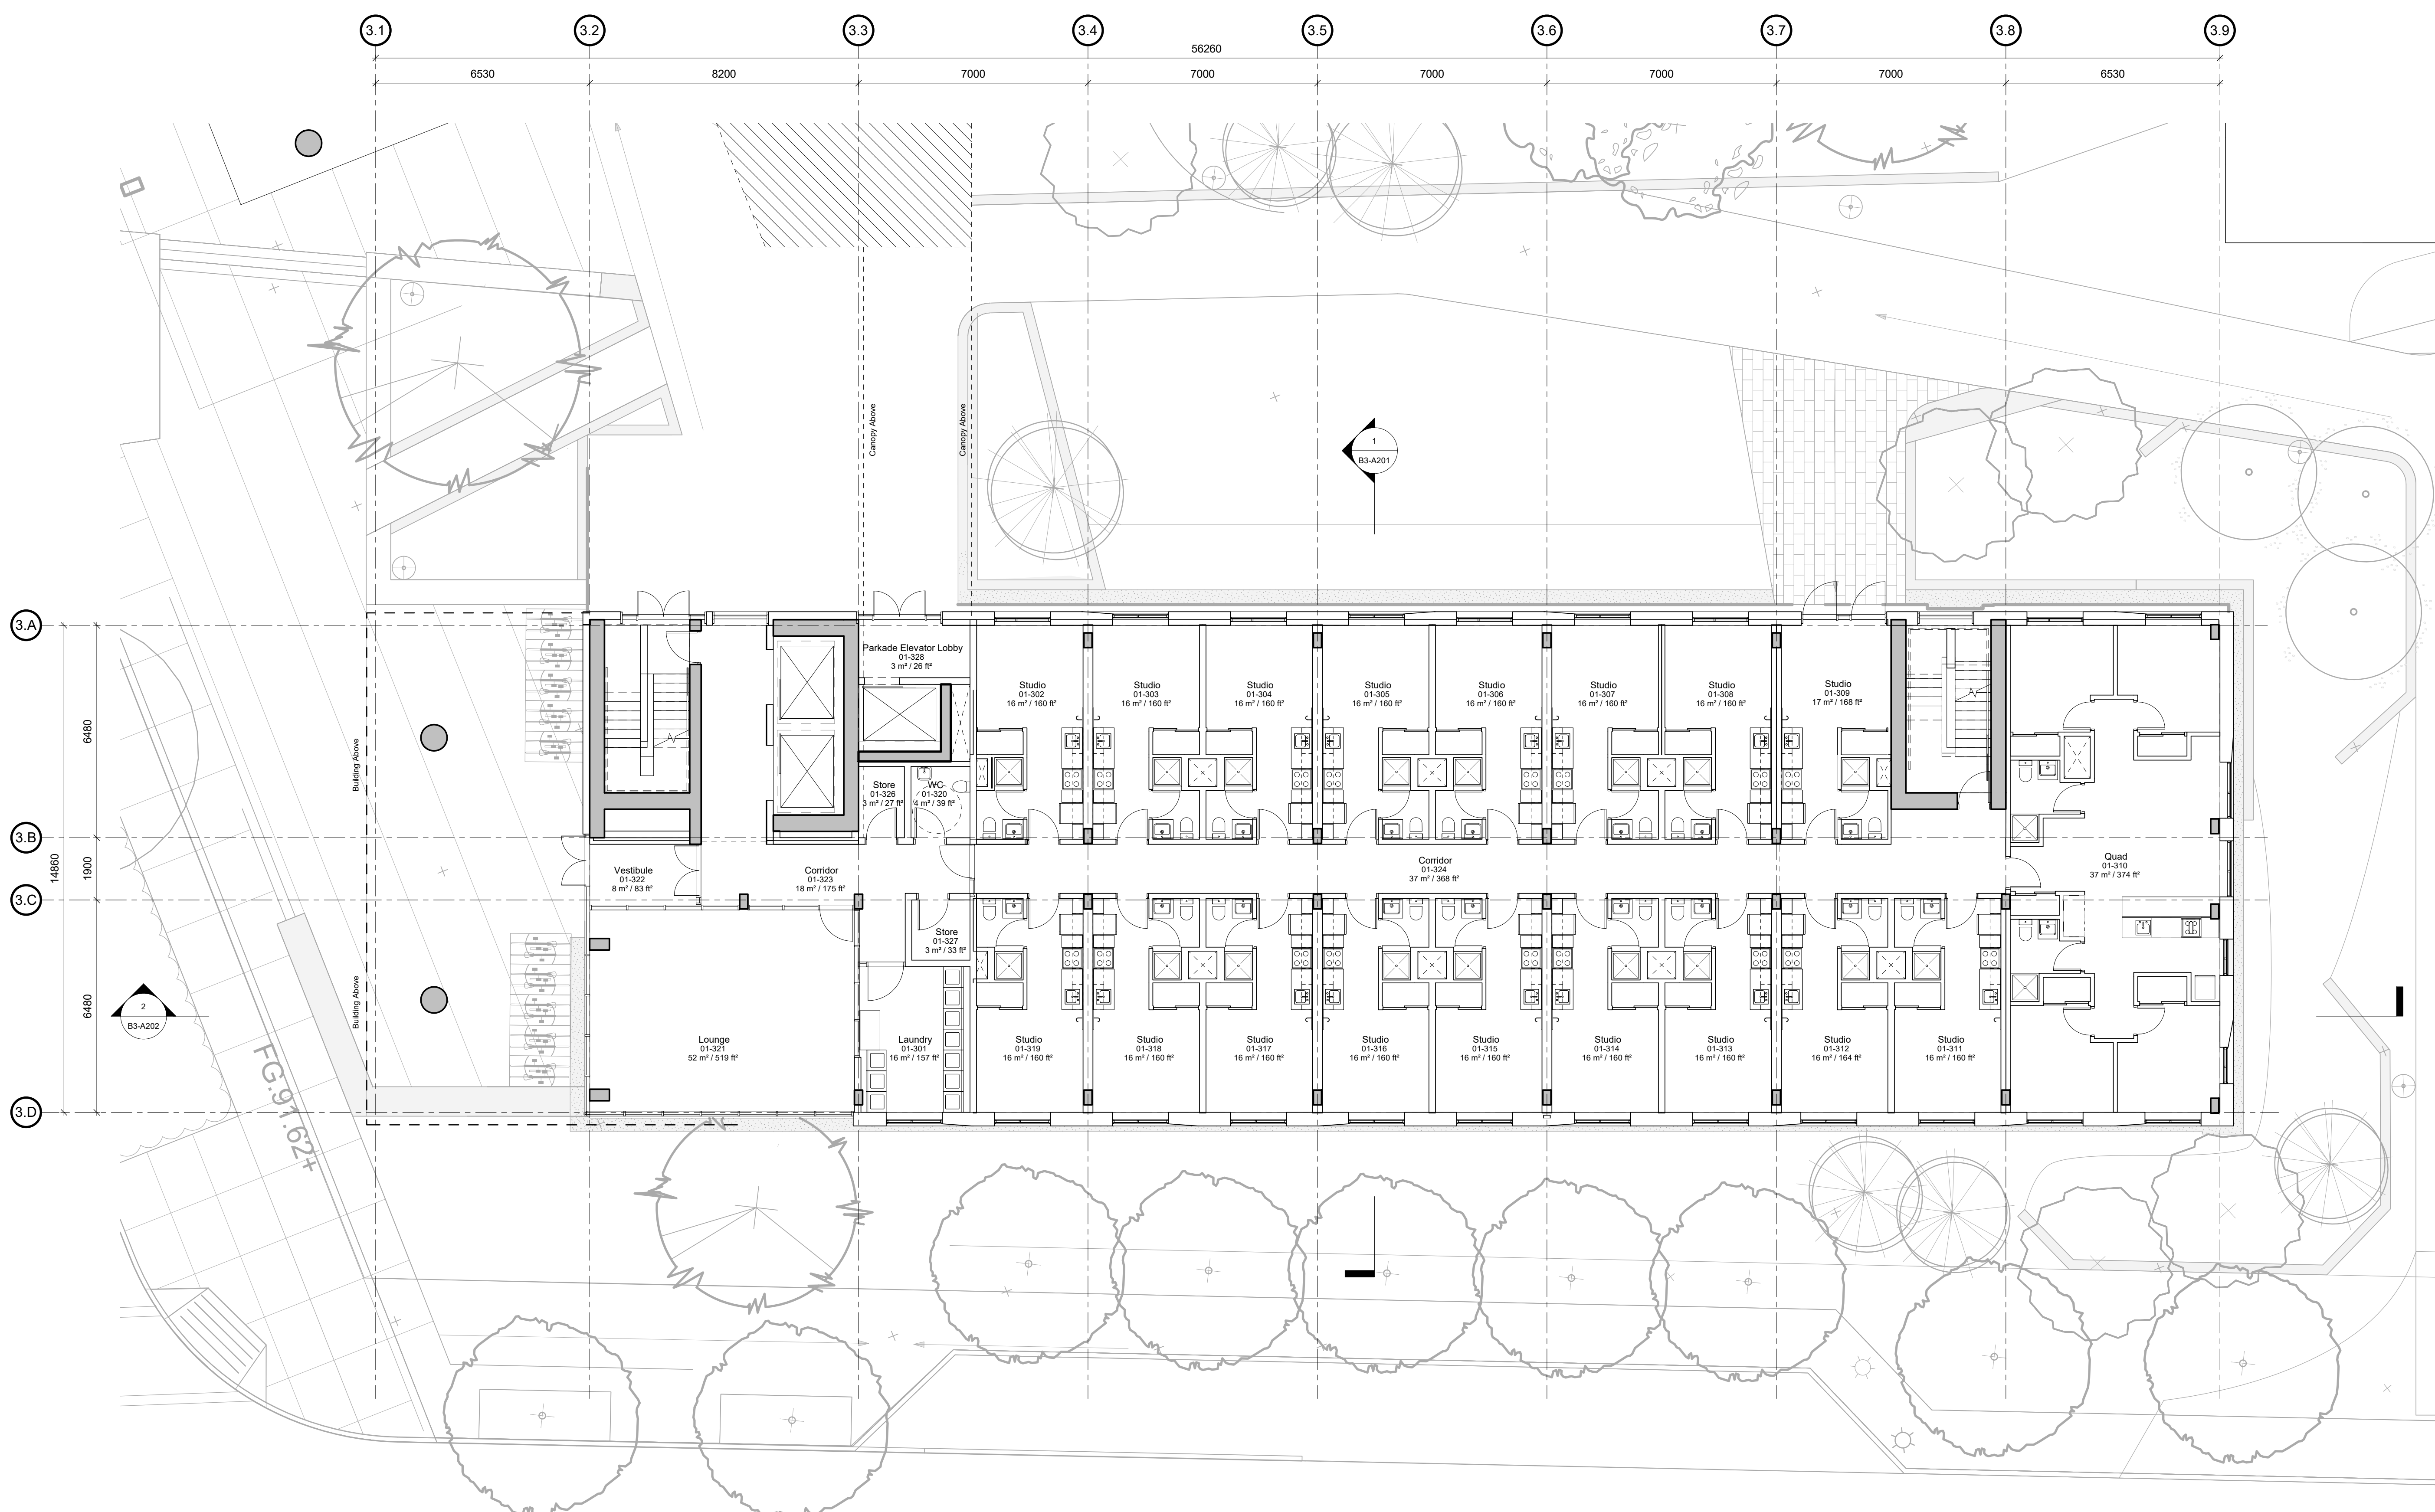 3.1
3.2
3.3
3.4
3.5
3.6
3.7
3.8
3.9
56260
6530
8200
7000
7000
7000
7000
7000
6530
Canopy Above
Canopy Above
1
B3-A201
3.A
3.B
3.C
3.D
14860
6480
1900
6480
Building Above
Building Above
Parkade Elevator Lobby
01-328
3 m² / 26 ft²
Studio
01-302
16 m² / 160 ft²
Studio
01-303
16 m² / 160 ft²
Studio
01-304
16 m² / 160 ft²
Studio
01-305
16 m² / 160 ft²
Studio
01-306
16 m² / 160 ft²
Studio
01-307
16 m² / 160 ft²
Studio
01-308
16 m² / 160 ft²
Studio
01-309
17 m² / 168 ft²
Store
01-326
3 m² / 27 ft²
WC
01-320
4 m² / 39 ft²
Vestibule
01-322
8 m² / 83 ft²
Corridor
01-323
18 m² / 175 ft²
Corridor
01-324
37 m² / 368 ft²
Quad
01-310
37 m² / 374 ft²
Store
01-327
3 m² / 33 ft²
2
B3-A202
Lounge
01-321
52 m² / 519 ft²
Laundry
01-301
16 m² / 157 ft²
Studio
01-319
16 m² / 160 ft²
Studio
01-318
16 m² / 160 ft²
Studio
01-317
16 m² / 160 ft²
Studio
01-316
16 m² / 160 ft²
Studio
01-315
16 m² / 160 ft²
Studio
01-314
16 m² / 160 ft²
Studio
01-313
16 m² / 160 ft²
Studio
01-312
16 m² / 164 ft²
Studio
01-311
16 m² / 160 ft²
FG.91.62+